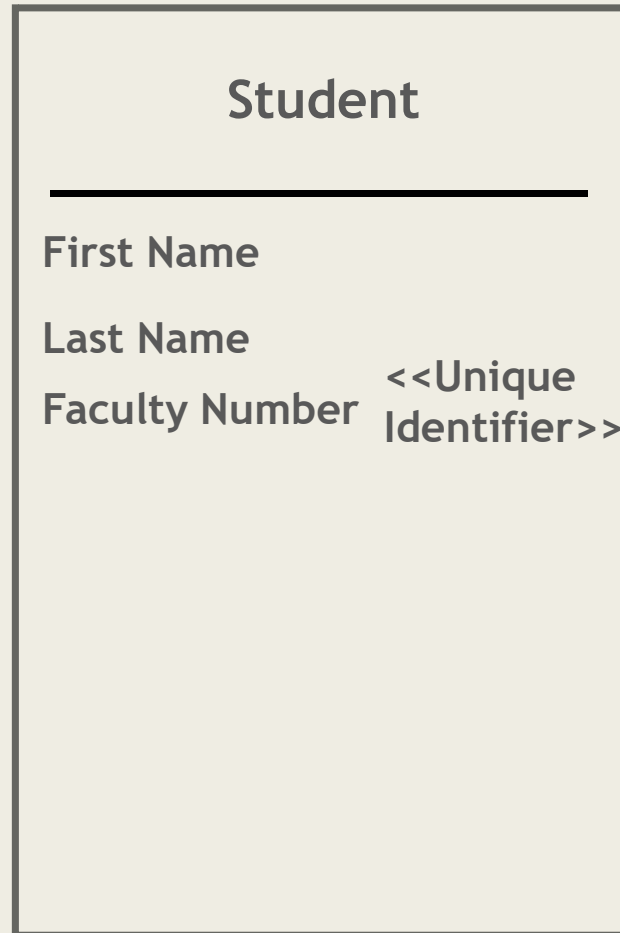 Student
First Name
Last Name
Faculty Number
<<Unique
Identifier>>